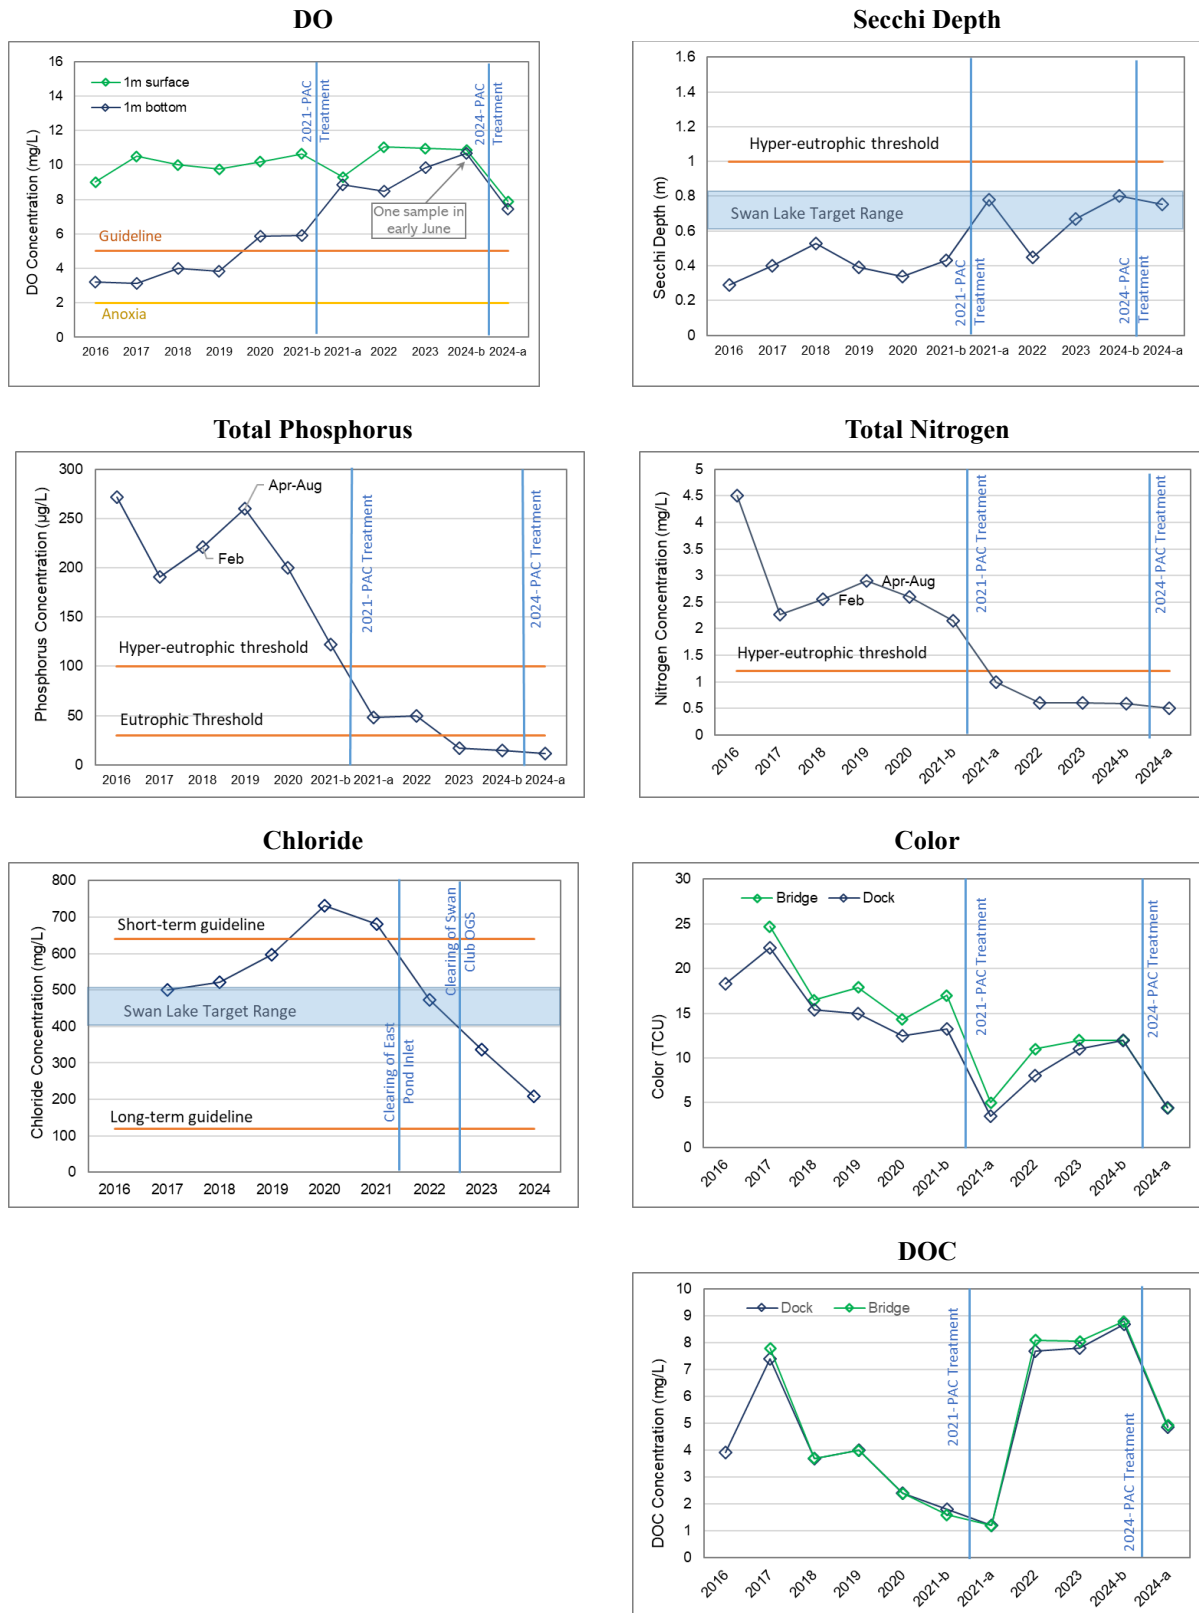 DO
Secchi Depth
DO Concentration (mg/L)
16
14
12
10
8
6
4
2
0
1m surface
1m bottom
2021-PAC
Treatment
2024-PAC
Treatment
One sample in
early June
Guideline
Anoxia
2016 2017 2018 2019 2020 2021-b 2021-a 2022 2023 2024-b 2024-a
Secchi Depth (m)
1.6
1.4
1.2
1
0.8
0.6
0.4
0.2
0
Hyper-eutrophic threshold
Swan Lake Target Range
2021-PAC
Treatment
2024-PAC
Treatment
2016 2017 2018 2019 2020 2021-b 2021-a 2022 2023 2024-b 2024-a
Total Phosphorus
Total Nitrogen
Phosphorus Concentration (µg/L)
300
250
200
150
100
50
0
Apr-Aug
Feb
2021-PAC Treatment
2024-PAC Treatment
Hyper-eutrophic threshold
Eutrophic Threshold
2016 2017 2018 2019 2020 2021-b 2021-a 2022 2023 2024-b 2024-a
Nitrogen Concentration (mg/L)
5
4.5
4
3.5
3
2.5
2
1.5
1
0.5
0
Apr-Aug
Feb
2021-PAC Treatment
2024-PAC Treatment
Hyper-eutrophic threshold
2016 2017 2018 2019 2020 2021-b 2021-a 2022 2023 2024-b 2024-a
Chloride
Color
Chloride Concentration (mg/L)
800
700
600
500
400
300
200
100
0
Short-term guideline
Swan Lake Target Range
Long-term guideline
Clearing of East
Pond Inlet
Clearing of Swan
Club OGS
2016 2017 2018 2019 2020 2021 2022 2023 2024
Color (TCU)
30
25
20
15
10
5
0
Bridge Dock
2021-PAC Treatment
2024-PAC Treatment
2016 2017 2018 2019 2020 2021-b 2021-a 2022 2023 2024-b 2024-a
DOC
DOC Concentration (mg/L)
10
9
8
7
6
5
4
3
2
1
0
Dock Bridge
2021-PAC Treatment
2024-PAC Treatment
2016 2017 2018 2019 2020 2021-b 2021-a 2022 2023 2024-b 2024-a